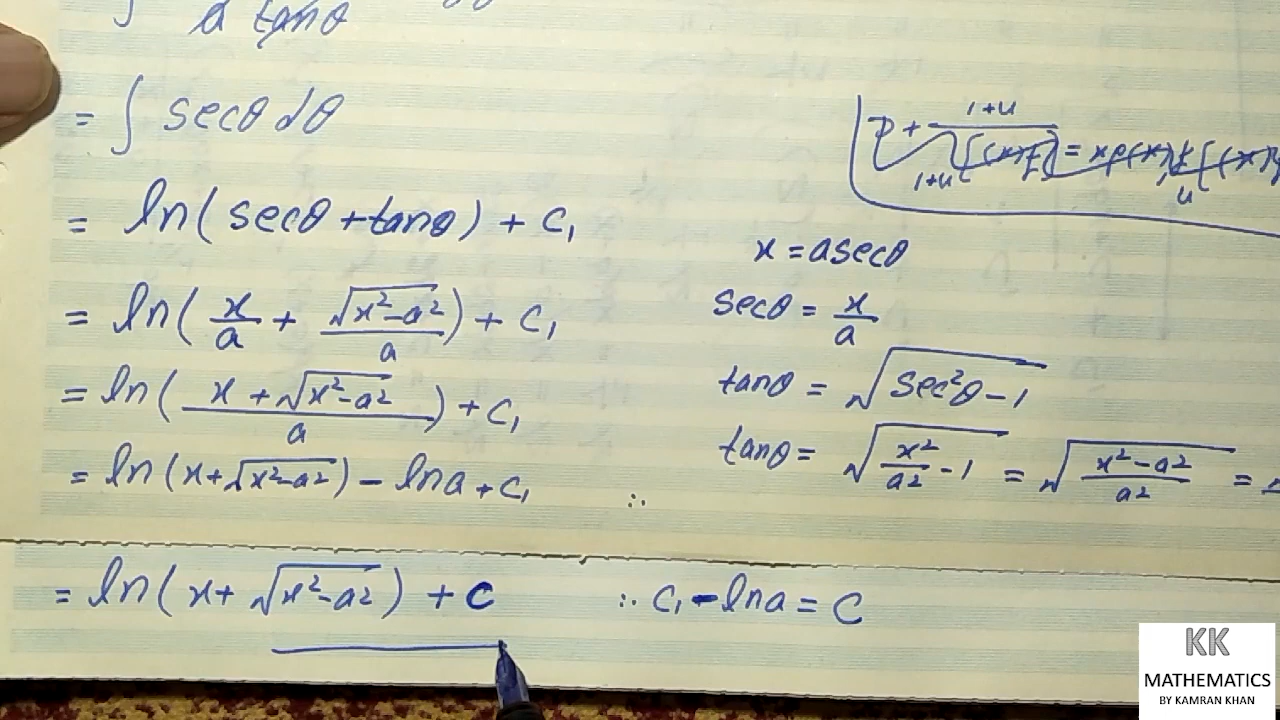 ∫ a tanθ
= ∫ secθ dθ
= ln(secθ + tanθ) + C₁
= ln(x/a + √(x²-a²)/a) + C₁
= ln((x + √(x²-a²))/a) + C₁
= ln(x+√(x²-a²)) - lna + C₁
= ln(x+ √(x²-a²)) + C
x = asecθ
secθ = x/a
tanθ = √(sec²θ-1)
tanθ = √(x²/a² -1) = √((x²-a²)/a²) =
∴
∴ C₁ - lna = C
KK
MATHEMATICS
BY KAMRAN KHAN